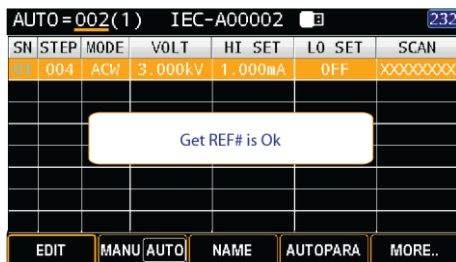 AUTO=002(1) IEC-A00002 232
SN STEP MODE VOLT HI SET LO SET SCAN
01 004 ACW 3.000kV 1.000mA OFF XXXXXXXX
Get REF# is Ok
EDIT MANU AUTO NAME AUTOPARA MORE..